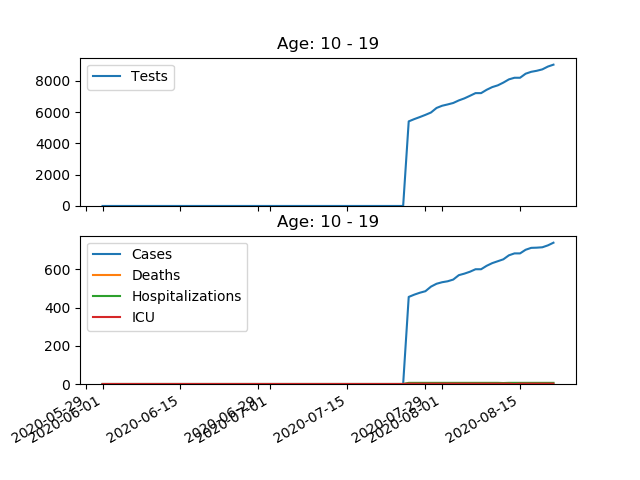 Age: 10 - 19
8000
6000
4000
2000
0
Tests
Age: 10 - 19
600
400
200
0
Cases
Deaths
Hospitalizations
ICU
2020-05-29
2020-06-01
2020-06-15
2020-06-29
2020-07-01
2020-07-15
2020-07-29
2020-08-01
2020-08-15